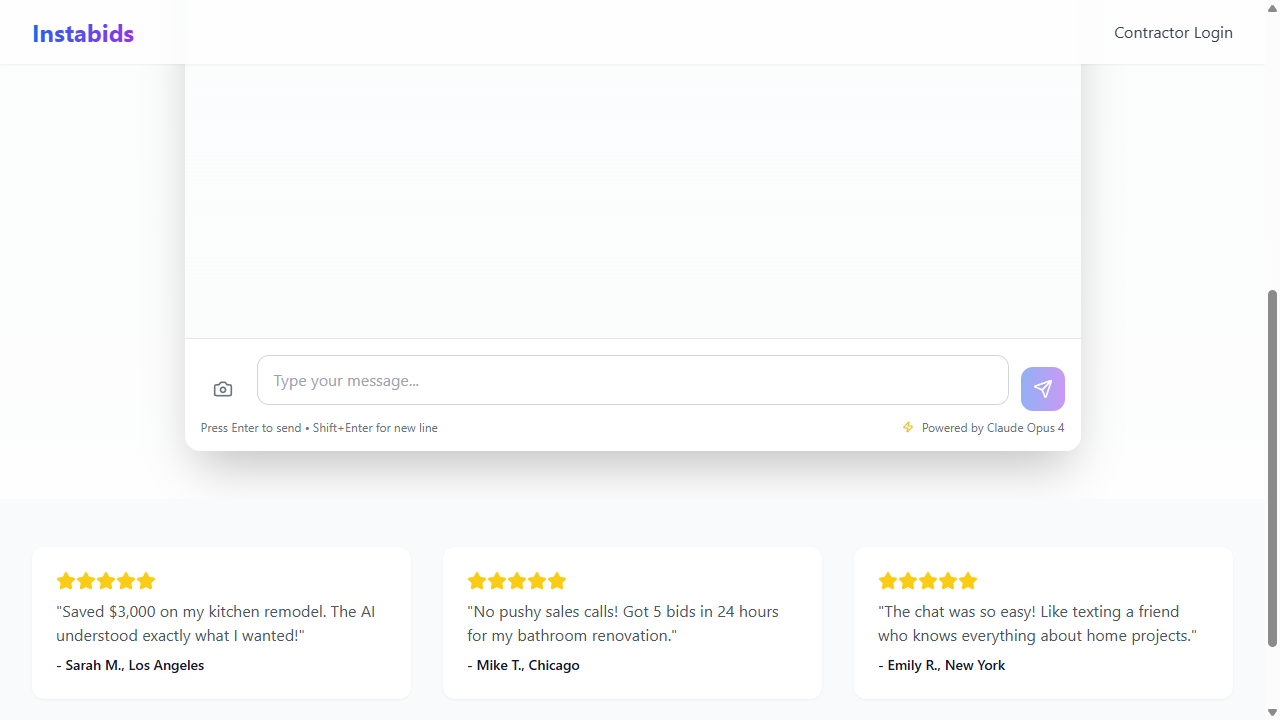 Instabids
Contractor Login
Type your message...
Press Enter to send • Shift+Enter for new line
Powered by Claude Opus 4
"Saved $3,000 on my kitchen remodel. The AI
understood exactly what I wanted!"
- Sarah M., Los Angeles
"No pushy sales calls! Got 5 bids in 24 hours
for my bathroom renovation."
- Mike T., Chicago
"The chat was so easy! Like texting a friend
who knows everything about home projects."
- Emily R., New York